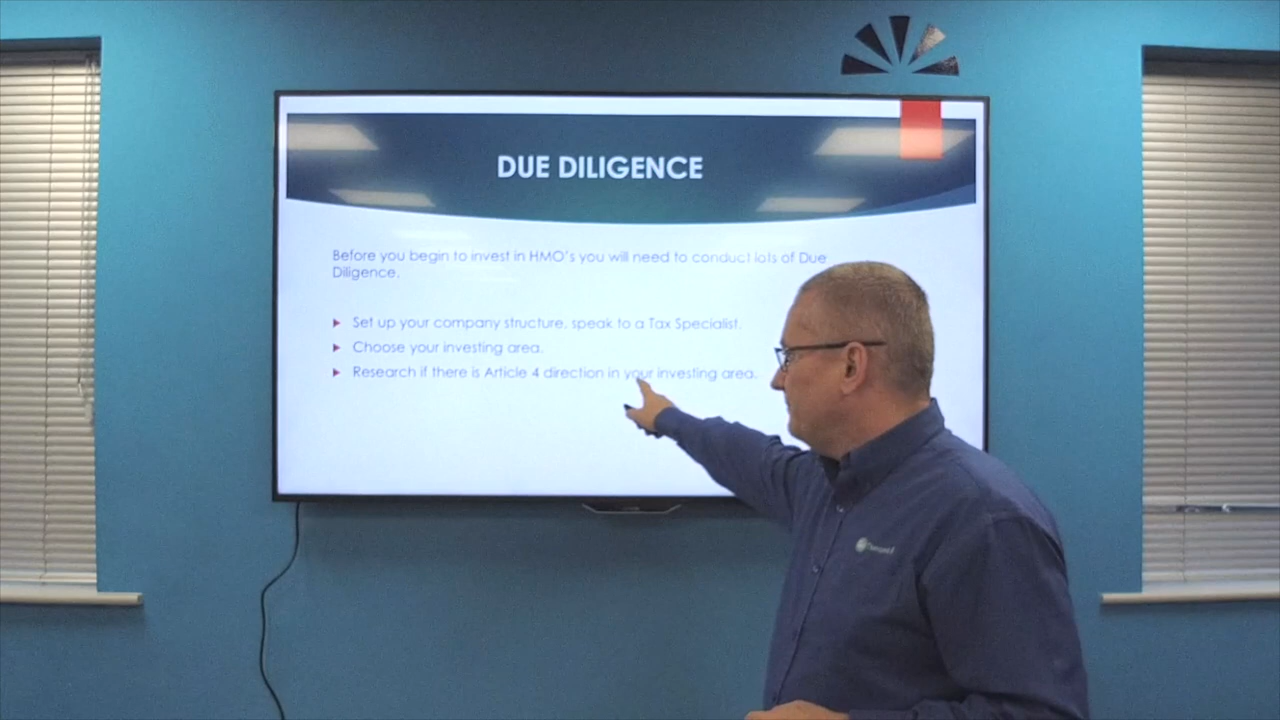 DUE DILIGENCE
Before you begin to invest in HMO's you will need to conduct lots of Due
Diligence.
Set up your company structure, speak to a Tax Specialist.
Choose your investing area.
Research if there is Article 4 direction in your investing area.